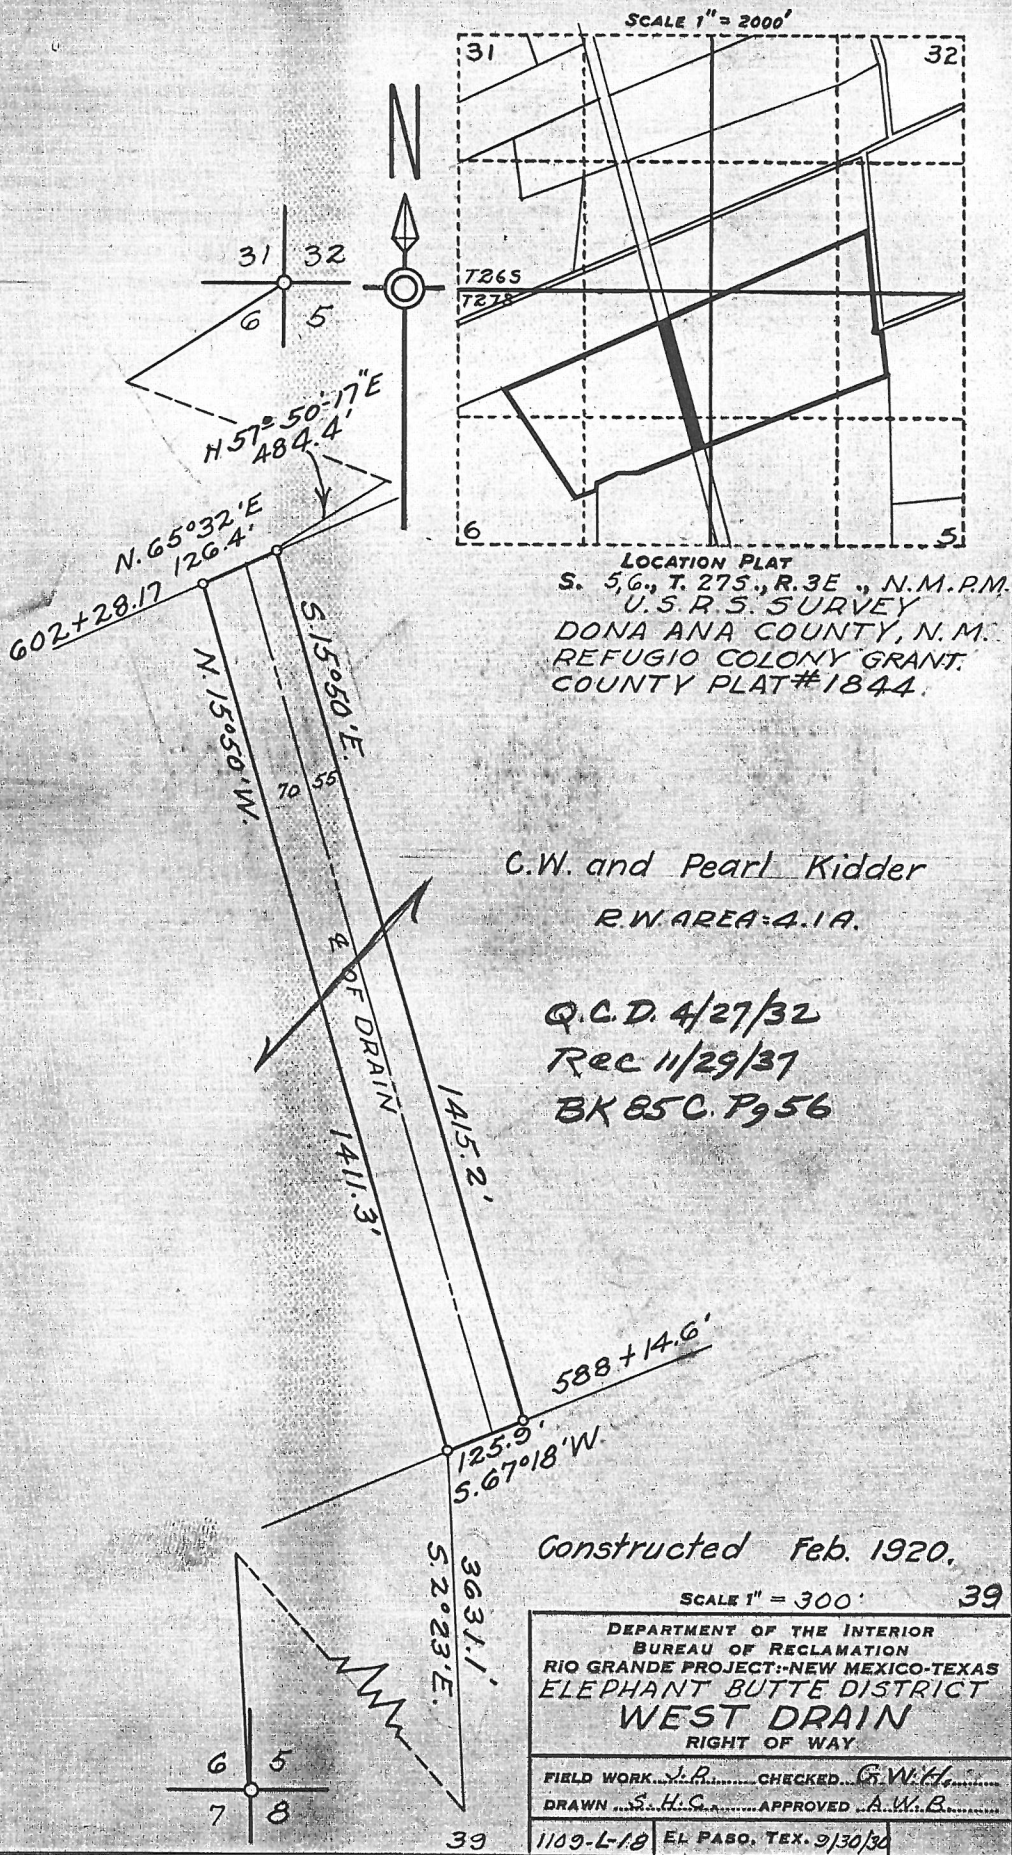 SCALE 1" = 2000'
31
32
T26S
T27S
6
5
N
31 32
6 5
N 57° 50'-17" E
484.4'
N. 65°32'E
126.4'
602+28.17
S. 15°50'E.
N. 15°50'W.
70 55
LOCATION PLAT
S. 5,6., T. 27S., R. 3E ., N.M.P.M.
U.S.R.S. SURVEY
DONA ANA COUNTY, N. M.
REFUGIO COLONY GRANT.
COUNTY PLAT #1844.
C.W. and Pearl Kidder
R.W. AREA = 4.1 A.
℄ OF DRAIN
Q.C.D. 4/27/32
Rec 11/29/37
BK 85 C. Pg 56
1415.2'
1411.3'
588 + 14.6'
125.9'
S. 67°18'W.
3631.1'
S. 2°23'E.
Constructed Feb. 1920.
SCALE 1" = 300'
39
DEPARTMENT OF THE INTERIOR
BUREAU OF RECLAMATION
RIO GRANDE PROJECT:-NEW MEXICO-TEXAS
ELEPHANT BUTTE DISTRICT
WEST DRAIN
RIGHT OF WAY
FIELD WORK J.R. CHECKED G.W.H.
DRAWN S.H.C. APPROVED A.W.B.
1109-L-18 EL PASO, TEX. 9/30/30
6 5
7 8
39